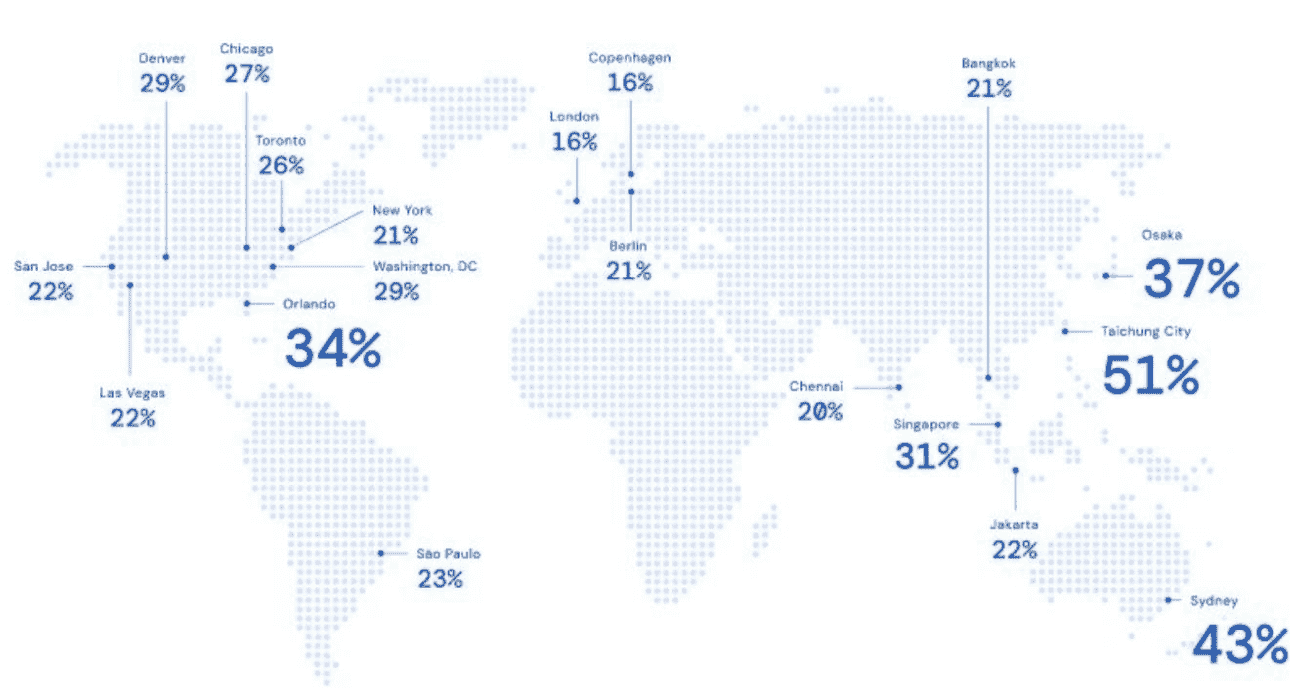 Chicago
27%
Denver
29%
Toronto
26%
New York
21%
San Jose
22%
Washington, DC
29%
Orlando
34%
Las Vegas
22%
São Paulo
23%
Copenhagen
16%
London
16%
Berlin
21%
Bangkok
21%
Osaka
37%
Taichung City
51%
Chennai
20%
Singapore
31%
Jakarta
22%
Sydney
43%